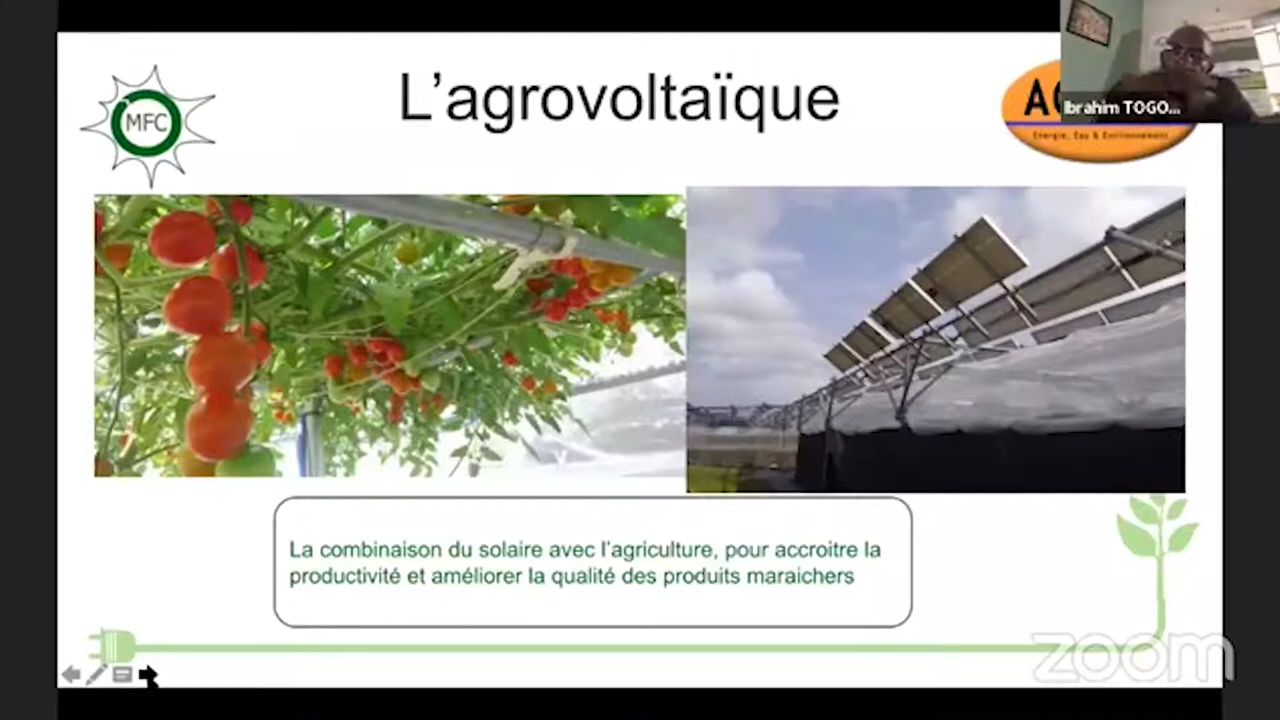 L'agrovoltaïque
MFC
Ibrahim TOGO...
Energie, Eau & Environnement
La combinaison du solaire avec l'agriculture, pour accroitre la
productivité et améliorer la qualité des produits maraichers
zoom